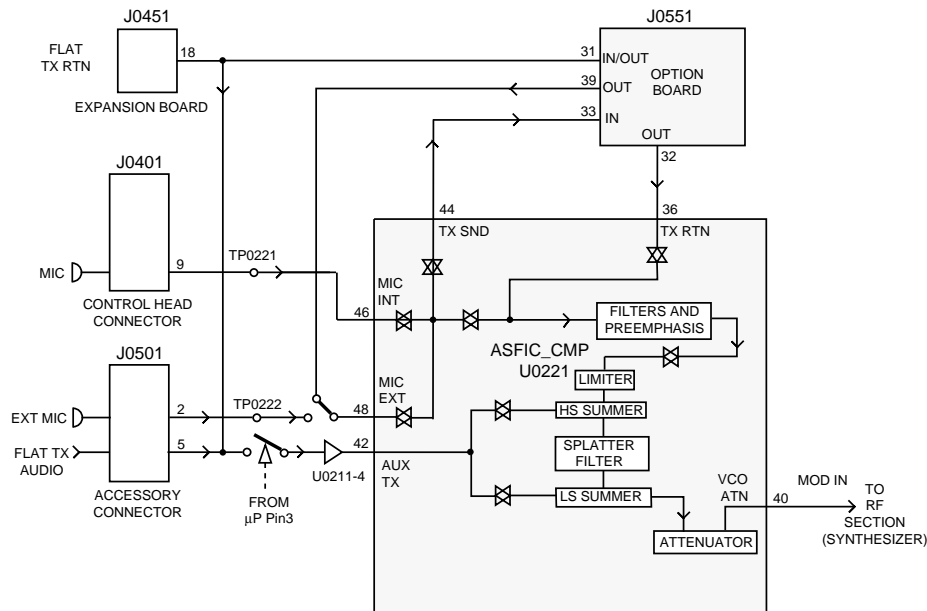 J0451
J0551
FLAT
TX RTN
18
31
IN/OUT
39
OUT
OPTION
BOARD
33
IN
EXPANSION BOARD
OUT
32
J0401
44
36
TX SND
TX RTN
MIC
9
TP0221
MIC
INT
46
CONTROL HEAD
CONNECTOR
FILTERS AND
PREEMPHASIS
ASFIC_CMP
U0221
J0501
LIMITER
MIC
EXT
EXT MIC
2
TP0222
48
HS SUMMER
FLAT TX
AUDIO
5
42
U0211-4
AUX
TX
SPLATTER
FILTER
ACCESSORY
CONNECTOR
FROM
µP Pin3
LS SUMMER
VCO
ATN
40
MOD IN
TO
RF
SECTION
(SYNTHESIZER)
ATTENUATOR